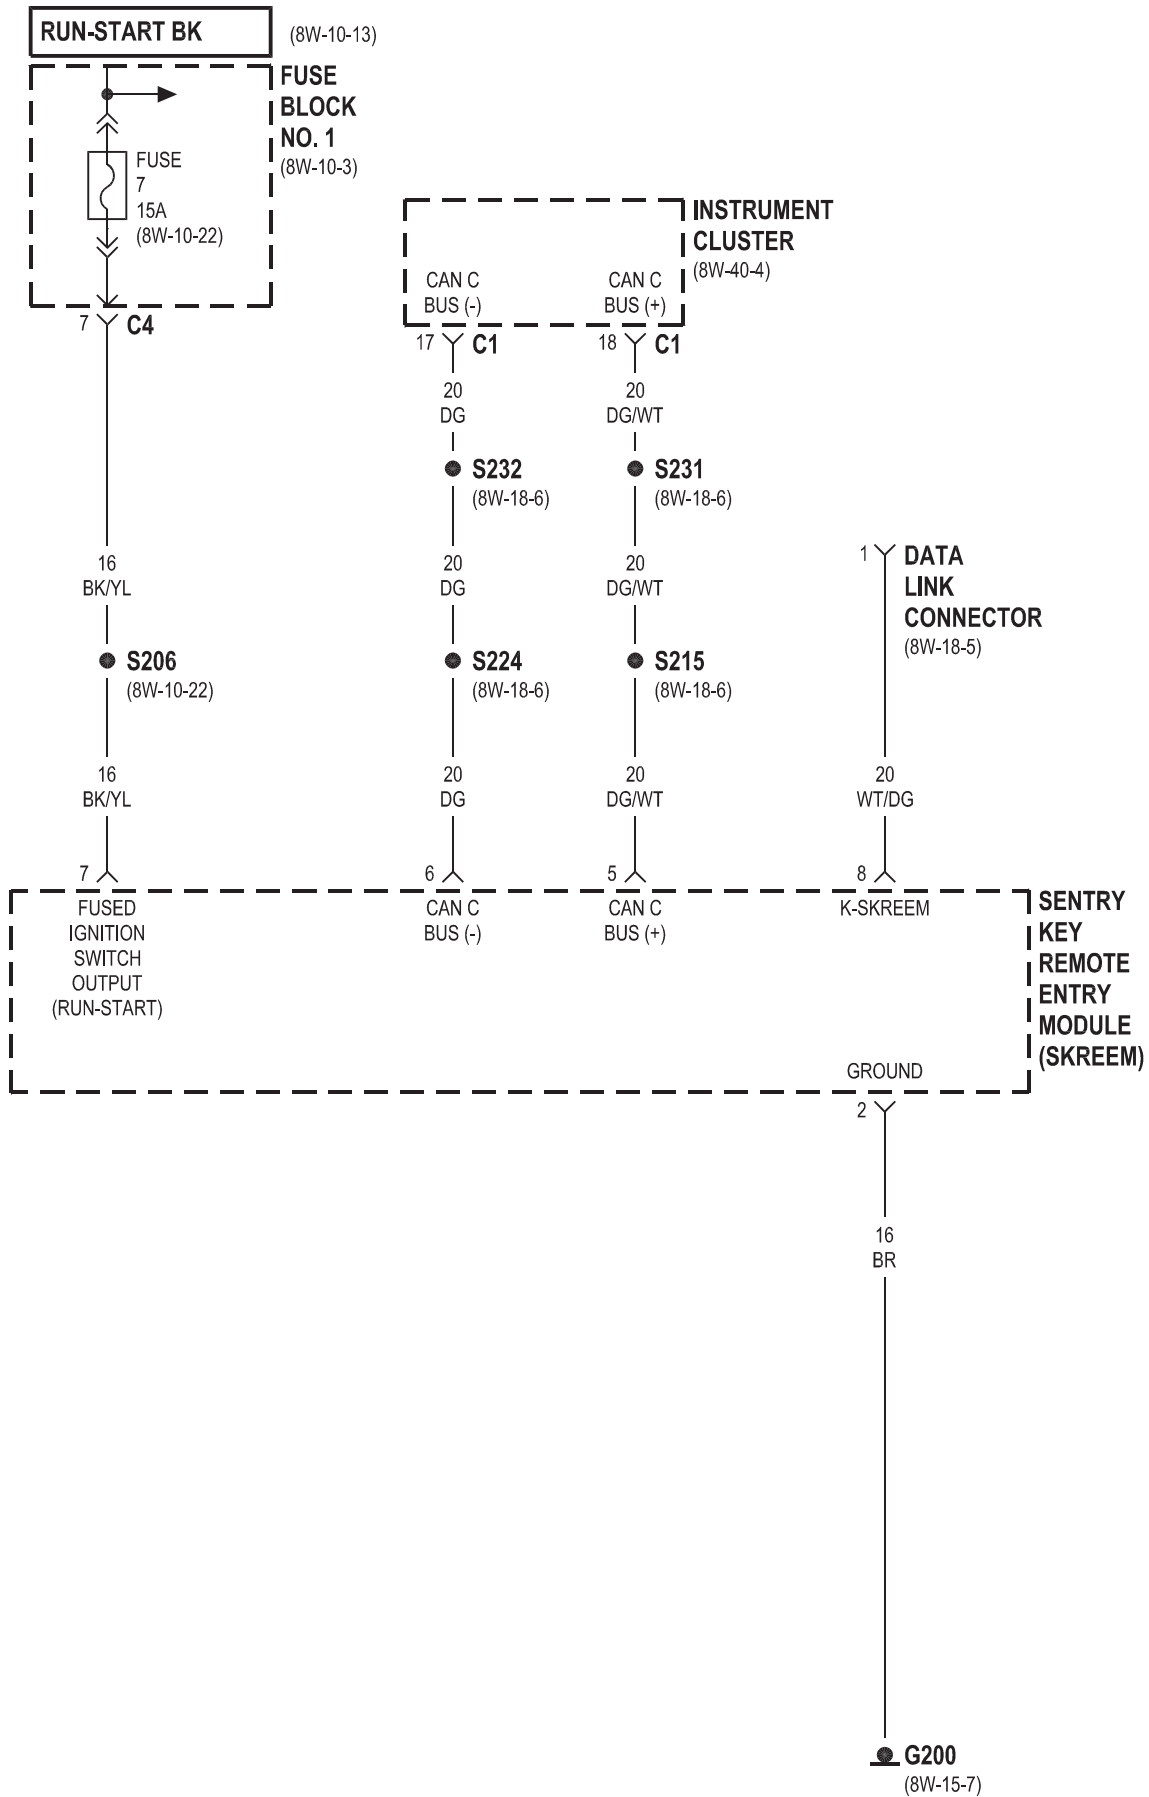 RUN-START BK
(8W-10-13)
FUSE
BLOCK
NO. 1
(8W-10-3)
FUSE
7
15A
(8W-10-22)
7
C4
INSTRUMENT
CLUSTER
(8W-40-4)
CAN C
BUS (-)
CAN C
BUS (+)
17
C1
18
C1
20
DG
20
DG/WT
S232
(8W-18-6)
S231
(8W-18-6)
16
BK/YL
20
DG
20
DG/WT
1
DATA
LINK
CONNECTOR
(8W-18-5)
S206
(8W-10-22)
S224
(8W-18-6)
S215
(8W-18-6)
16
BK/YL
20
DG
20
DG/WT
20
WT/DG
7
6
5
8
FUSED
IGNITION
SWITCH
OUTPUT
(RUN-START)
CAN C
BUS (-)
CAN C
BUS (+)
K-SKREEM
SENTRY
KEY
REMOTE
ENTRY
MODULE
(SKREEM)
GROUND
2
16
BR
G200
(8W-15-7)